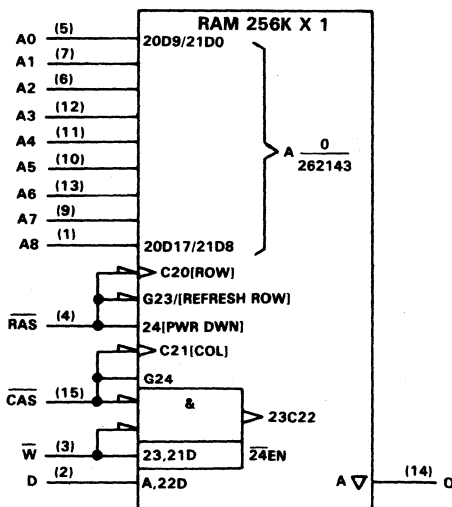 RAM 256K X 1
A0 (5) 20D9/21D0
A1 (7)
A2 (6)
A3 (12)
A4 (11)
A5 (10)
A6 (13)
A7 (9)
A8 (1) 20D17/21D8
A 0/262143
C20[ROW]
G23/[REFRESH ROW]
RAS (4) 24[PWR DWN]
C21[COL]
G24
CAS (15) & 23C22
W (3) 23,21D 24EN
D (2) A,22D A ▽ (14) Q